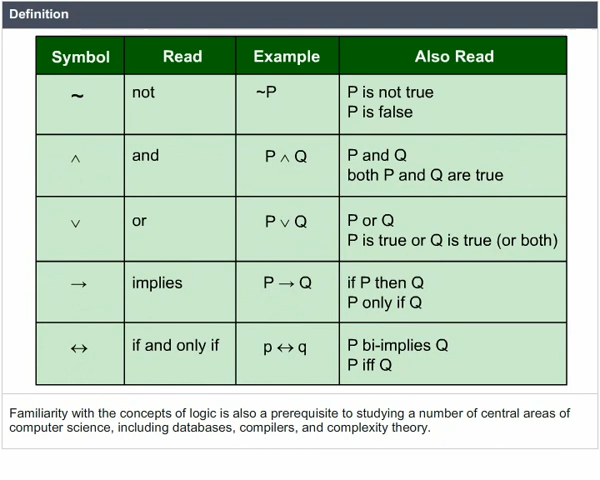 Definition
Symbol Read Example Also Read
~ not ~P P is not true
P is false
∧ and P ∧ Q P and Q
both P and Q are true
∨ or P ∨ Q P or Q
P is true or Q is true (or both)
→ implies P → Q if P then Q
P only if Q
↔ if and only if p ↔ q P bi-implies Q
P iff Q
Familiarity with the concepts of logic is also a prerequisite to studying a number of central areas of
computer science, including databases, compilers, and complexity theory.